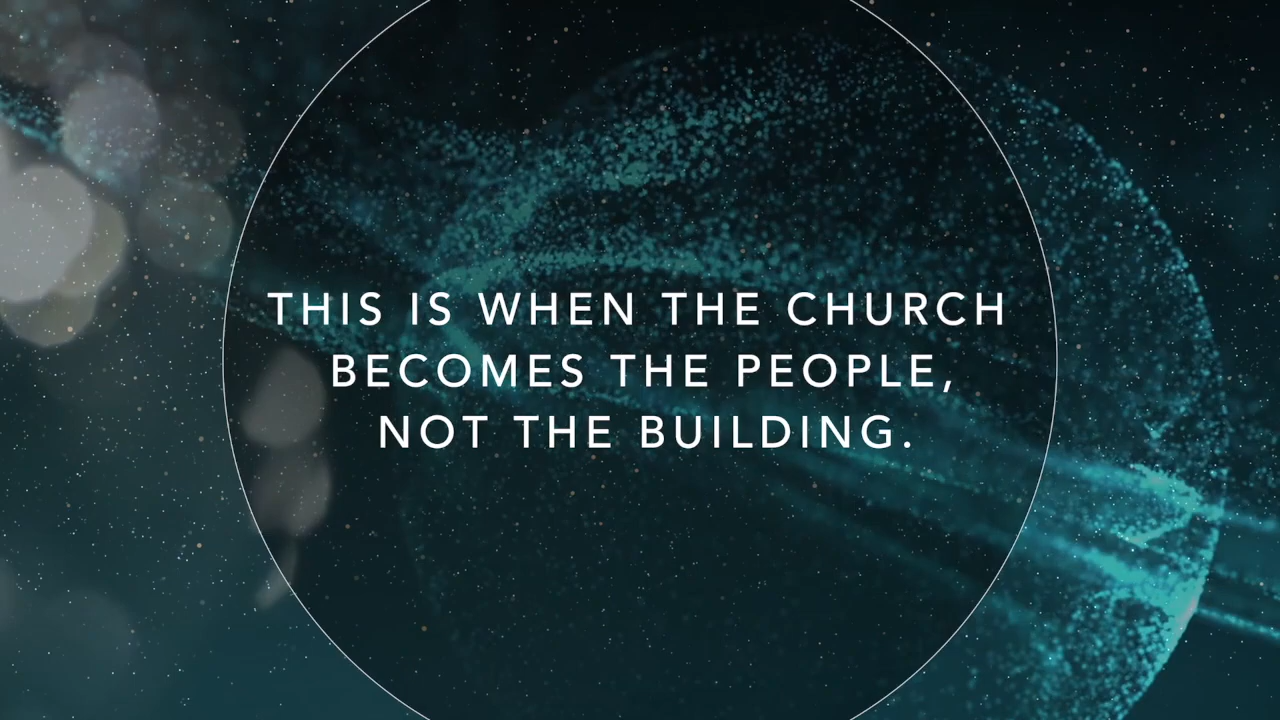 THIS IS WHEN THE CHURCH
BECOMES THE PEOPLE,
NOT THE BUILDING.